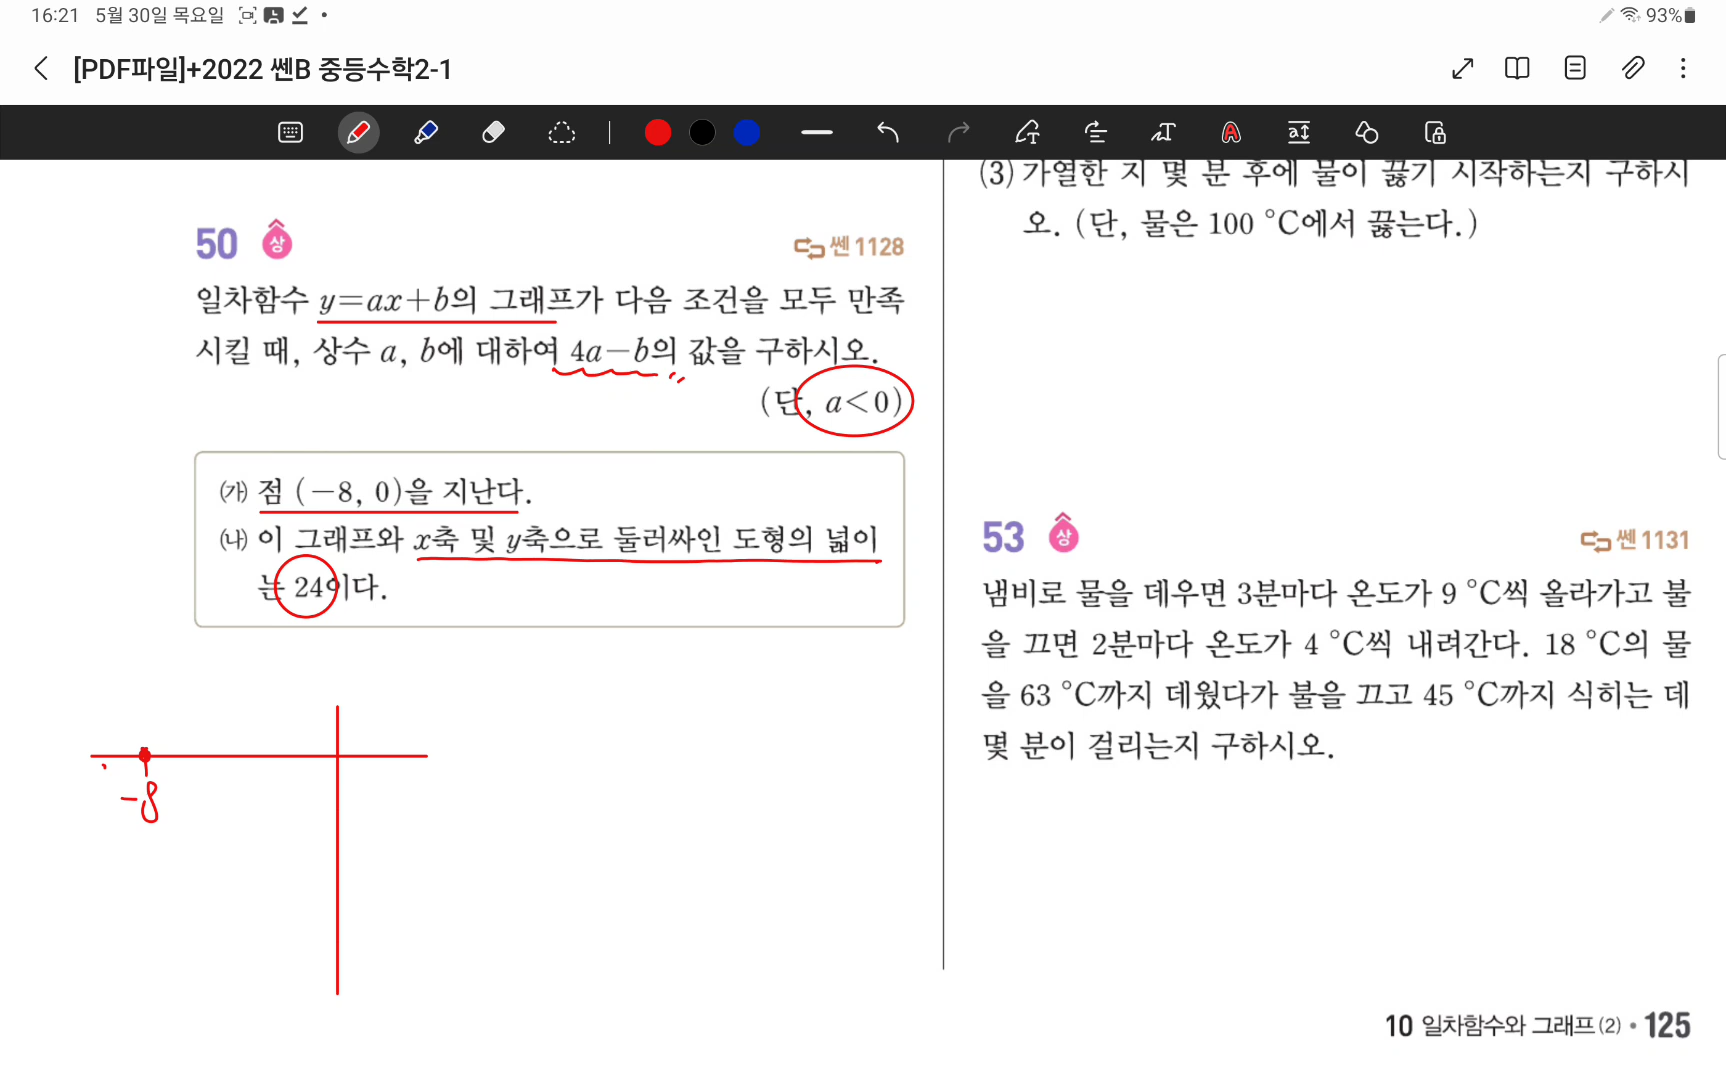 16:21 5월 30일 목요일
93%
[PDF파일]+2022 쎈B 중등수학2-1
50 상
쎈 1128
일차함수 y=ax+b의 그래프가 다음 조건을 모두 만족
시킬 때, 상수 a, b에 대하여 4a-b의 값을 구하시오.
(단, a<0)
㈎ 점 (-8, 0)을 지난다.
㈏ 이 그래프와 x축 및 y축으로 둘러싸인 도형의 넓이
는 24이다.
-8
(3) 가열한 지 몇 분 후에 물이 끓기 시작하는지 구하시
오. (단, 물은 100 °C에서 끓는다.)
53 상
쎈 1131
냄비로 물을 데우면 3분마다 온도가 9 °C씩 올라가고 불
을 끄면 2분마다 온도가 4 °C씩 내려간다. 18 °C의 물
을 63 °C까지 데웠다가 불을 끄고 45 °C까지 식히는 데
몇 분이 걸리는지 구하시오.
10 일차함수와 그래프 (2) • 125